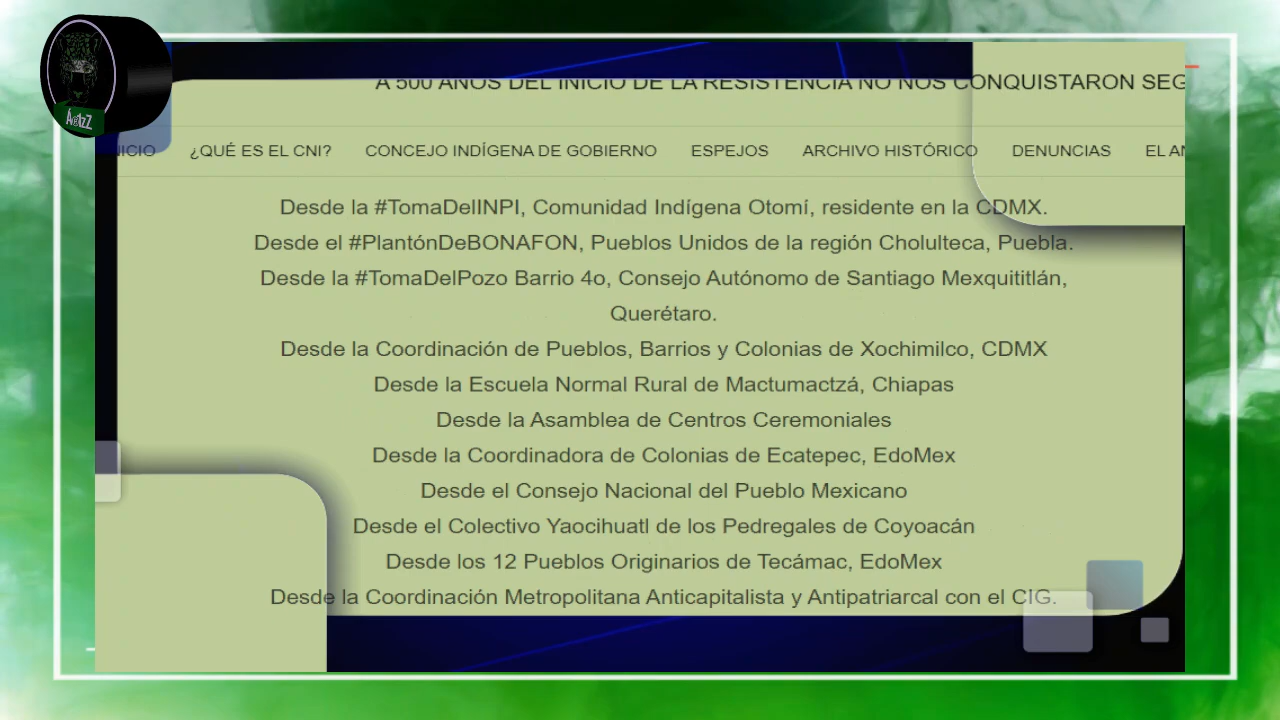 A 500 AÑOS DEL INICIO DE LA RESISTENCIA NO NOS CONQUISTARON SEG
NICIO ¿QUÉ ES EL CNI? CONCEJO INDÍGENA DE GOBIERNO ESPEJOS ARCHIVO HISTÓRICO DENUNCIAS EL AN
Desde la #TomaDelINPI, Comunidad Indígena Otomí, residente en la CDMX.
Desde el #PlantónDeBONAFON, Pueblos Unidos de la región Cholulteca, Puebla.
Desde la #TomaDelPozo Barrio 4o, Consejo Autónomo de Santiago Mexquititlán,
Querétaro.
Desde la Coordinación de Pueblos, Barrios y Colonias de Xochimilco, CDMX
Desde la Escuela Normal Rural de Mactumactzá, Chiapas
Desde la Asamblea de Centros Ceremoniales
Desde la Coordinadora de Colonias de Ecatepec, EdoMex
Desde el Consejo Nacional del Pueblo Mexicano
Desde el Colectivo Yaocihuatl de los Pedregales de Coyoacán
Desde los 12 Pueblos Originarios de Tecámac, EdoMex
Desde la Coordinación Metropolitana Anticapitalista y Antipatriarcal con el CIG.